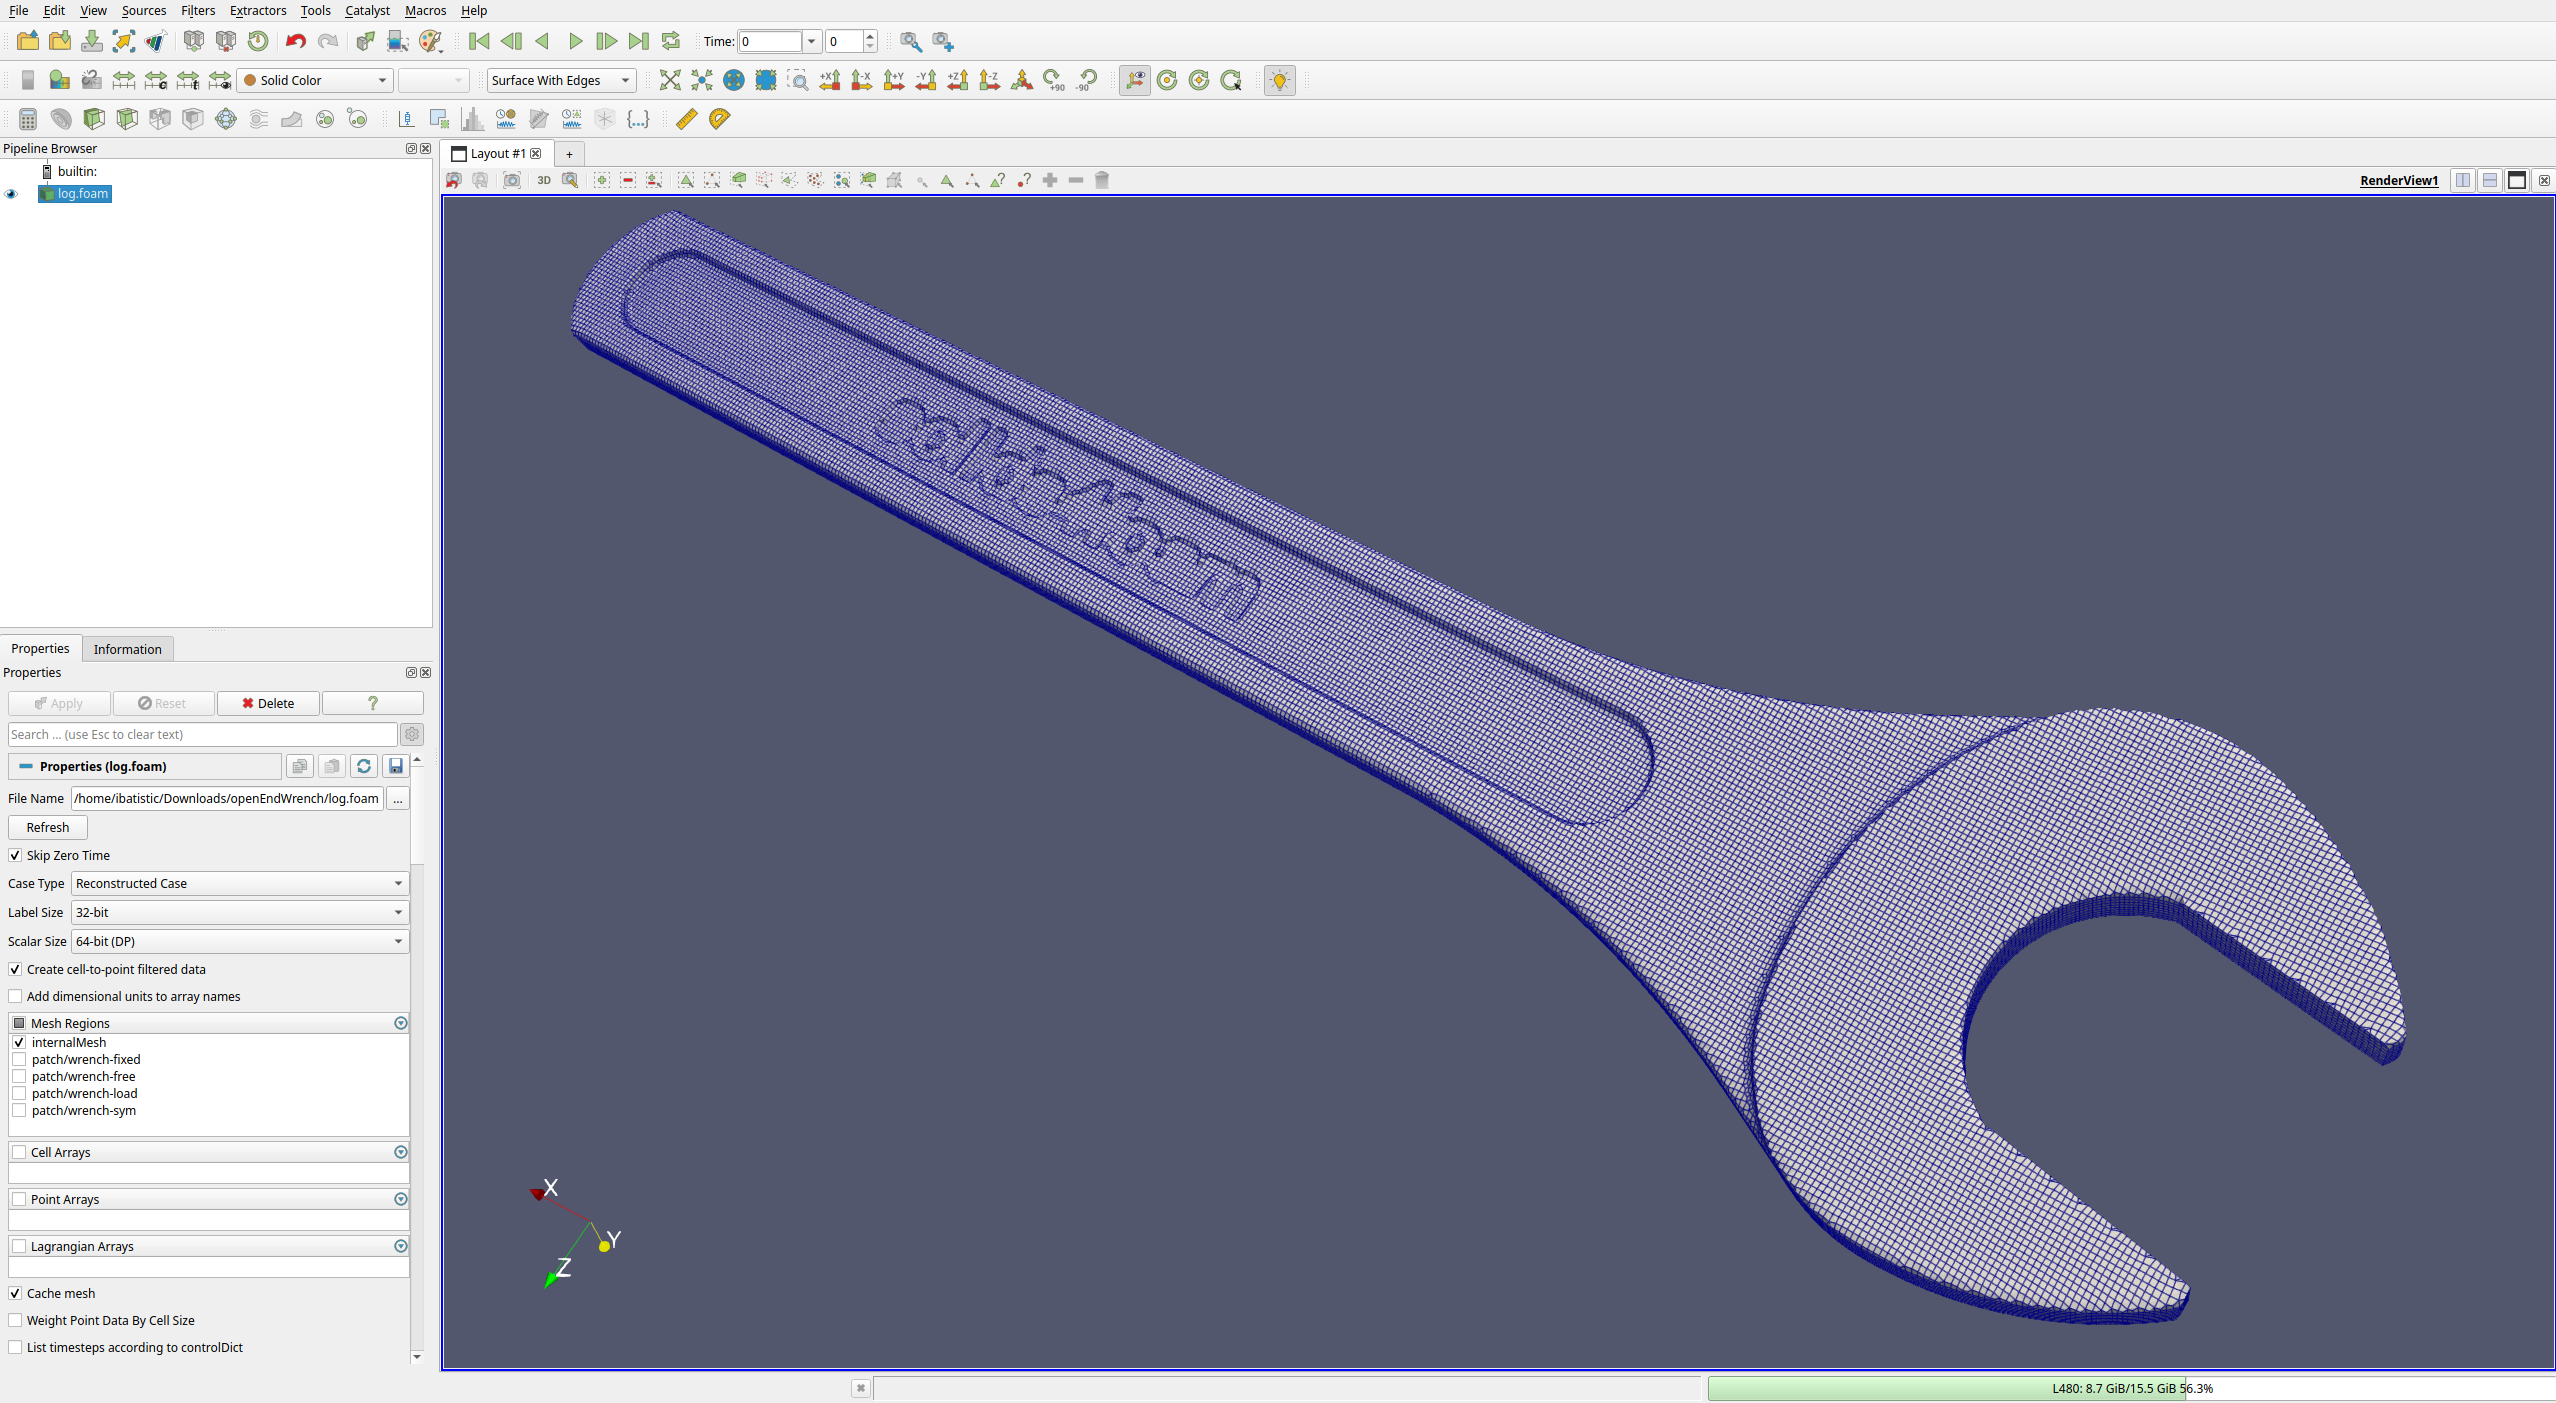 File Edit View Sources Filters Extractors Tools Catalyst Macros Help
Time: 0 0
Solid Color Surface With Edges
+X -X +Y -Y +Z -Z +90 -90
Pipeline Browser
builtin:
log.foam
Layout #1 +
3D
RenderView1
Properties Information
Properties
Apply Reset Delete ?
Search ... (use Esc to clear text)
Properties (log.foam)
File Name /home/ibatistic/Downloads/openEndWrench/log.foam ...
Refresh
Skip Zero Time
Case Type Reconstructed Case
Label Size 32-bit
Scalar Size 64-bit (DP)
Create cell-to-point filtered data
Add dimensional units to array names
Mesh Regions
internalMesh
patch/wrench-fixed
patch/wrench-free
patch/wrench-load
patch/wrench-sym
Cell Arrays
Point Arrays
Lagrangian Arrays
Cache mesh
Weight Point Data By Cell Size
List timesteps according to controlDict
X
Y
Z
L480: 8.7 GiB/15.5 GiB 56.3%